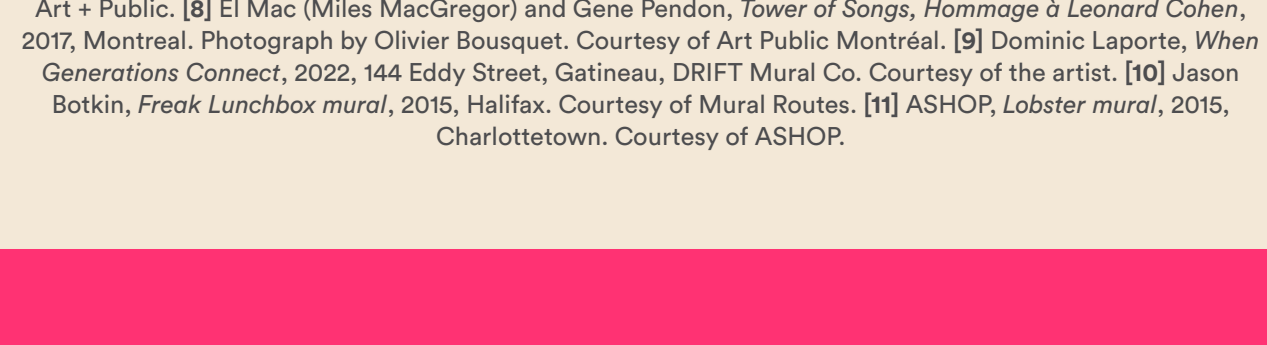 Art + Public. [8] El Mac (Miles MacGregor) and Gene Pendon, Tower of Songs, Hommage à Leonard Cohen,
2017, Montreal. Photograph by Olivier Bousquet. Courtesy of Art Public Montréal. [9] Dominic Laporte, When
Generations Connect, 2022, 144 Eddy Street, Gatineau, DRIFT Mural Co. Courtesy of the artist. [10] Jason
Botkin, Freak Lunchbox mural, 2015, Halifax. Courtesy of Mural Routes. [11] ASHOP, Lobster mural, 2015,
Charlottetown. Courtesy of ASHOP.